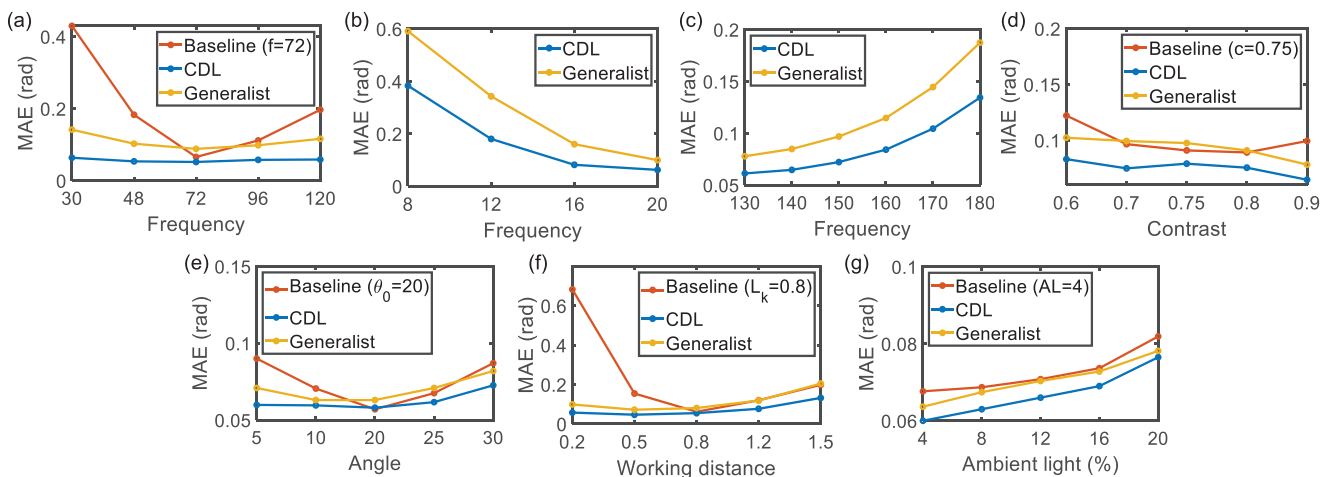 (a)
MAE (rad)
0.4
0.2
0
Baseline (f=72)
CDL
Generalist
30 48 72 96 120
Frequency
(b)
MAE (rad)
0.6
0.4
0.2
0
CDL
Generalist
8 12 16 20
Frequency
(c)
MAE (rad)
0.2
0.15
0.1
0.05
CDL
Generalist
130 140 150 160 170 180
Frequency
(d)
MAE (rad)
0.2
0.15
0.1
Baseline (c=0.75)
CDL
Generalist
0.6 0.7 0.75 0.8 0.9
Contrast
(e)
MAE (rad)
0.15
0.1
0.05
Baseline (θ0=20)
CDL
Generalist
5 10 20 25 30
Angle
(f)
MAE (rad)
0.6
0.4
0.2
0
Baseline (Lk=0.8)
CDL
Generalist
0.2 0.5 0.8 1.2 1.5
Working distance
(g)
MAE (rad)
0.1
0.08
0.06
Baseline (AL=4)
CDL
Generalist
4 8 12 16 20
Ambient light (%)